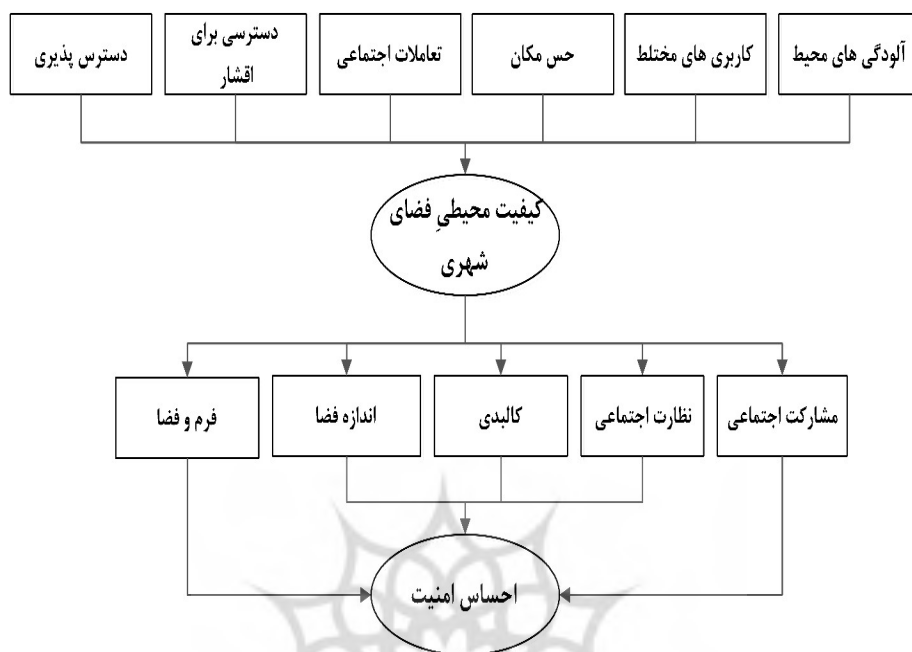 آلودگی های محیط
کاربری های مختلط
حس مکان
تعاملات اجتماعی
دسترسی برای
اقشار
دسترس پذیری
کیفیت محیطیِ فضای
شهری
مشارکت اجتماعی
نظارت اجتماعی
کالبدی
اندازه فضا
فرم و فضا
احساس امنیت